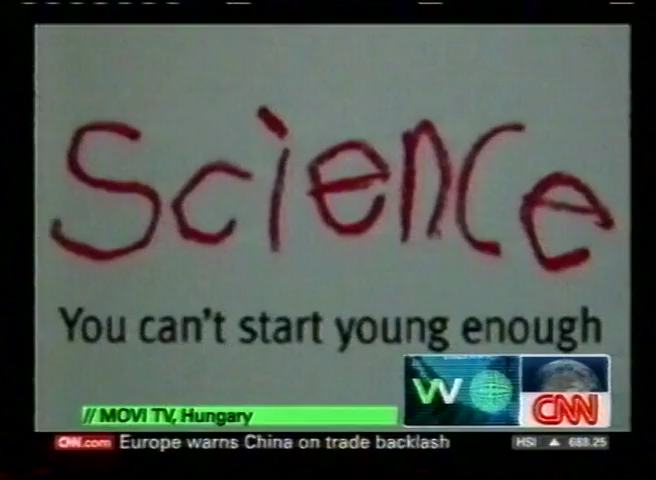 Science
You can't start young enough
W
CNN
// MOVI TV, Hungary
CNN.com Europe warns China on trade backlash HSI ▲ 688.25